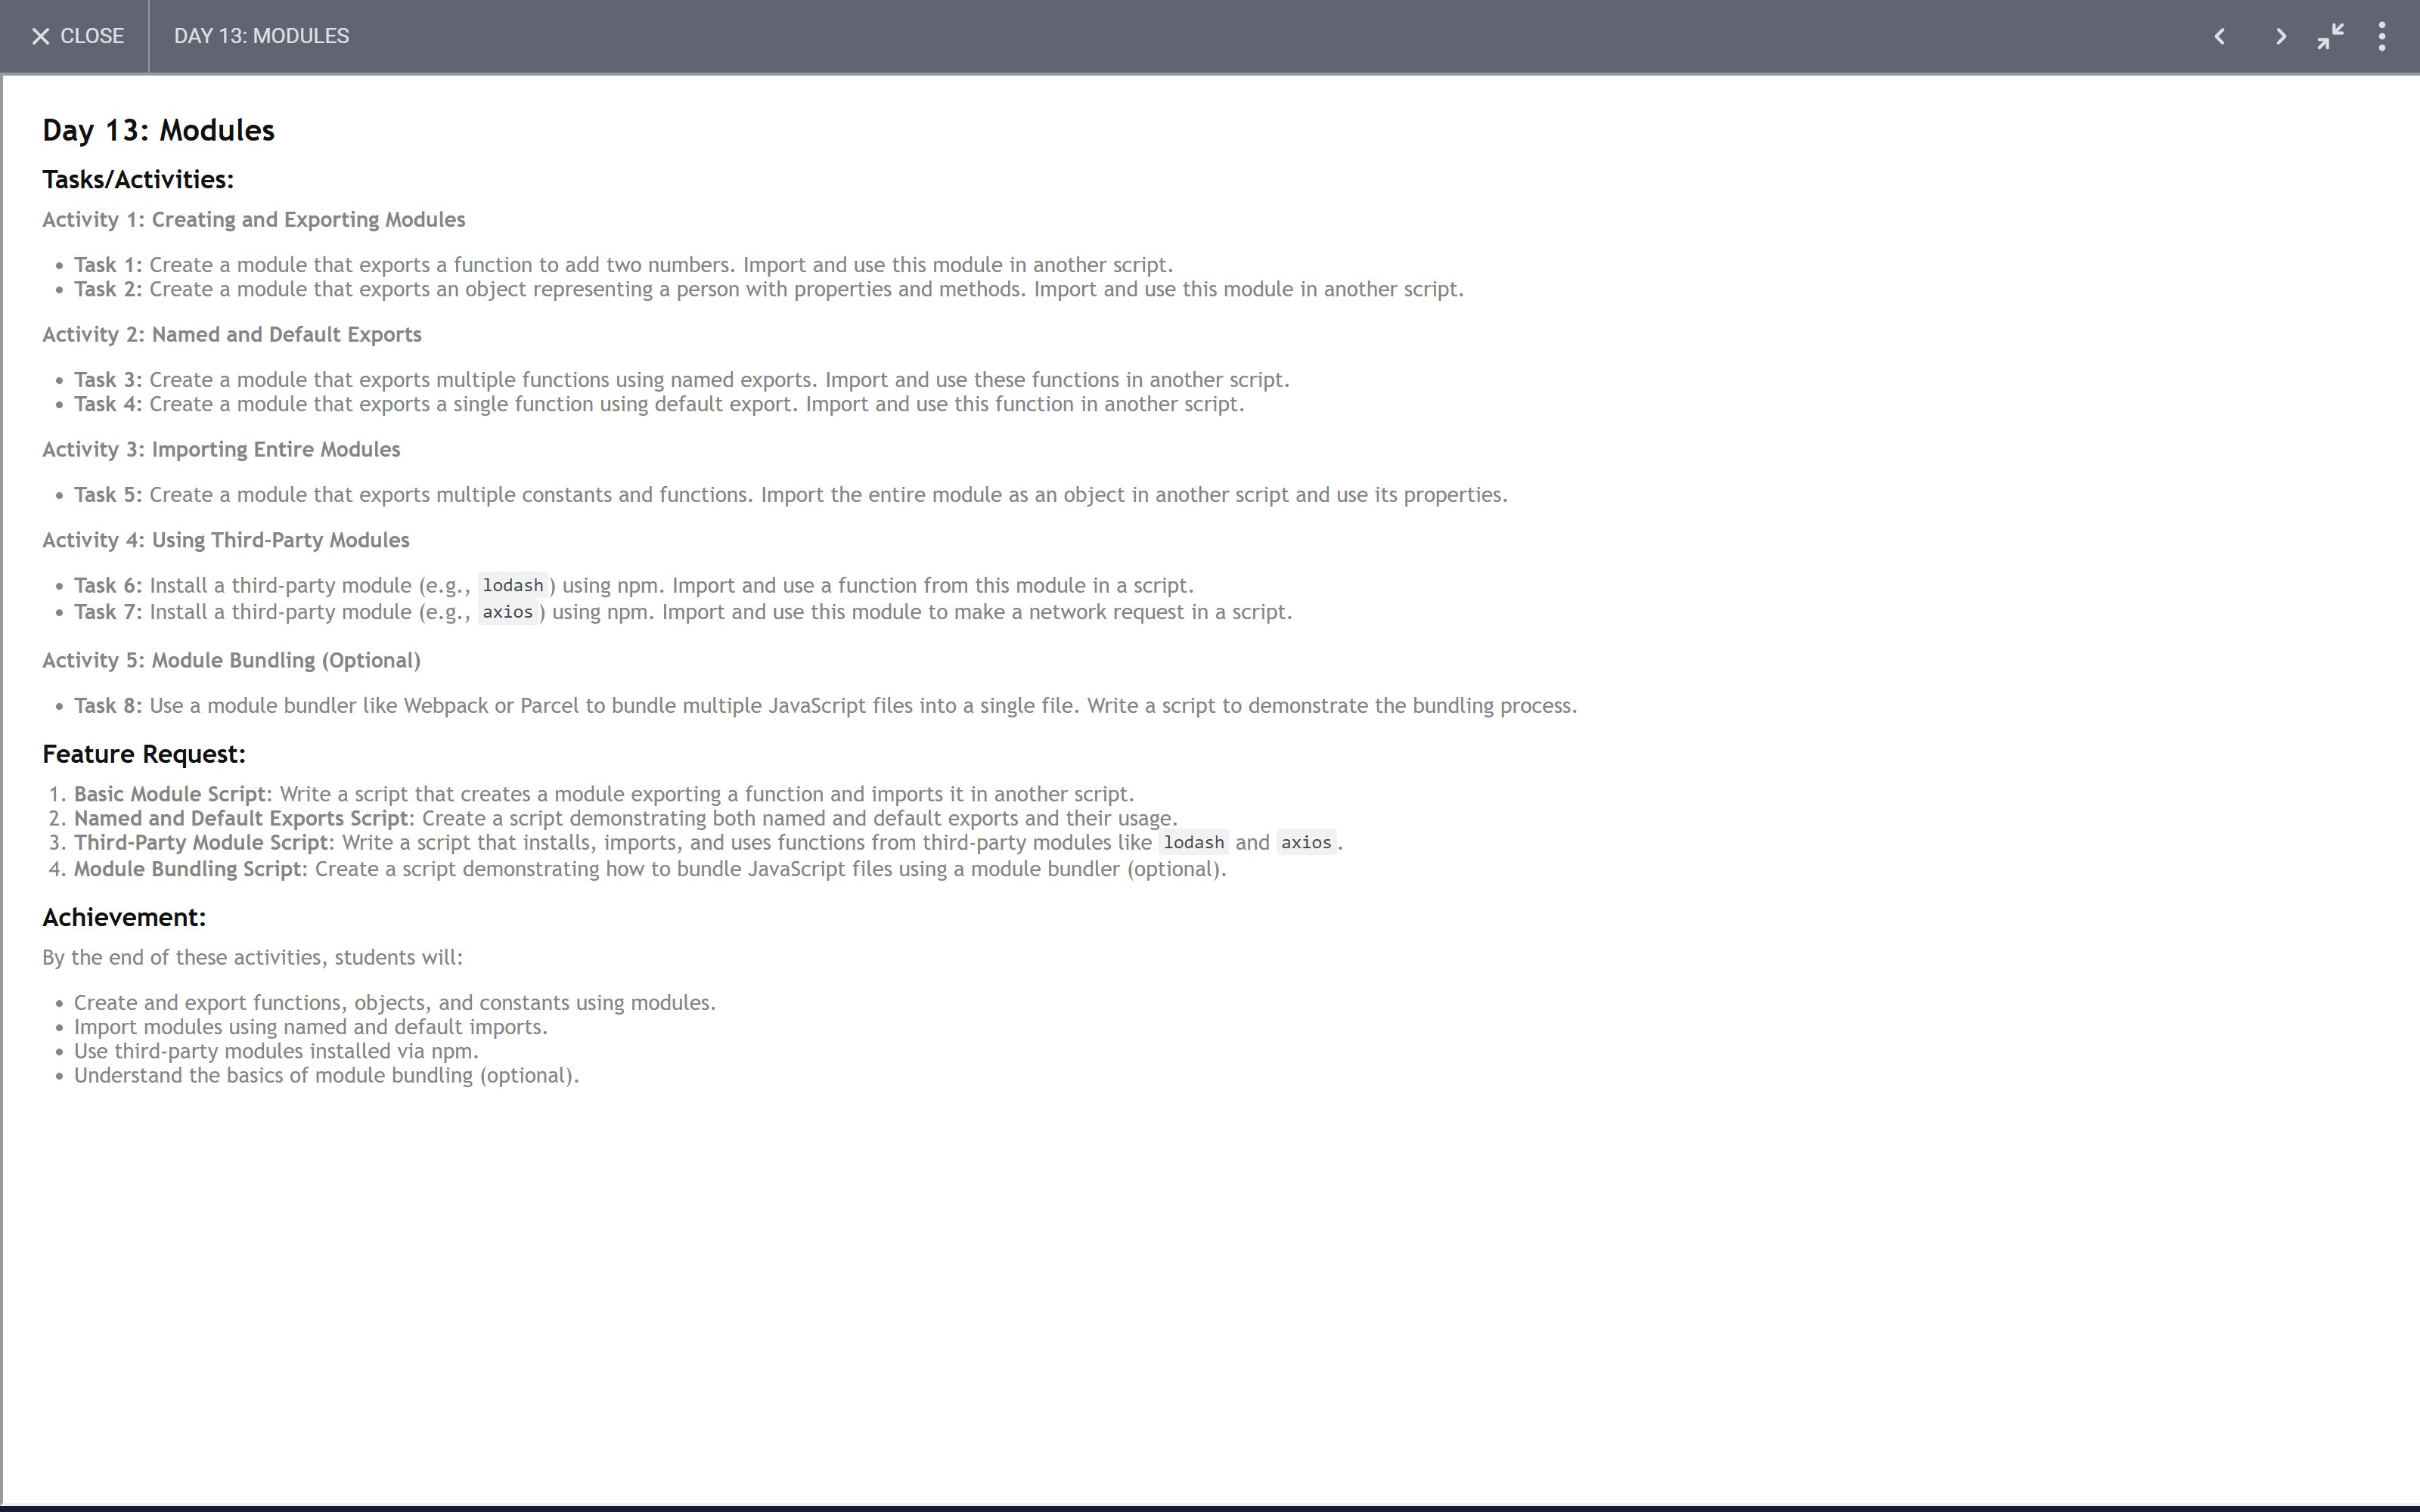 CLOSE DAY 13: MODULES
Day 13: Modules
Tasks/Activities:
Activity 1: Creating and Exporting Modules
• Task 1: Create a module that exports a function to add two numbers. Import and use this module in another script.
• Task 2: Create a module that exports an object representing a person with properties and methods. Import and use this module in another script.
Activity 2: Named and Default Exports
• Task 3: Create a module that exports multiple functions using named exports. Import and use these functions in another script.
• Task 4: Create a module that exports a single function using default export. Import and use this function in another script.
Activity 3: Importing Entire Modules
• Task 5: Create a module that exports multiple constants and functions. Import the entire module as an object in another script and use its properties.
Activity 4: Using Third-Party Modules
• Task 6: Install a third-party module (e.g., lodash) using npm. Import and use a function from this module in a script.
• Task 7: Install a third-party module (e.g., axios) using npm. Import and use this module to make a network request in a script.
Activity 5: Module Bundling (Optional)
• Task 8: Use a module bundler like Webpack or Parcel to bundle multiple JavaScript files into a single file. Write a script to demonstrate the bundling process.
Feature Request:
1. Basic Module Script: Write a script that creates a module exporting a function and imports it in another script.
2. Named and Default Exports Script: Create a script demonstrating both named and default exports and their usage.
3. Third-Party Module Script: Write a script that installs, imports, and uses functions from third-party modules like lodash and axios.
4. Module Bundling Script: Create a script demonstrating how to bundle JavaScript files using a module bundler (optional).
Achievement:
By the end of these activities, students will:
• Create and export functions, objects, and constants using modules.
• Import modules using named and default imports.
• Use third-party modules installed via npm.
• Understand the basics of module bundling (optional).